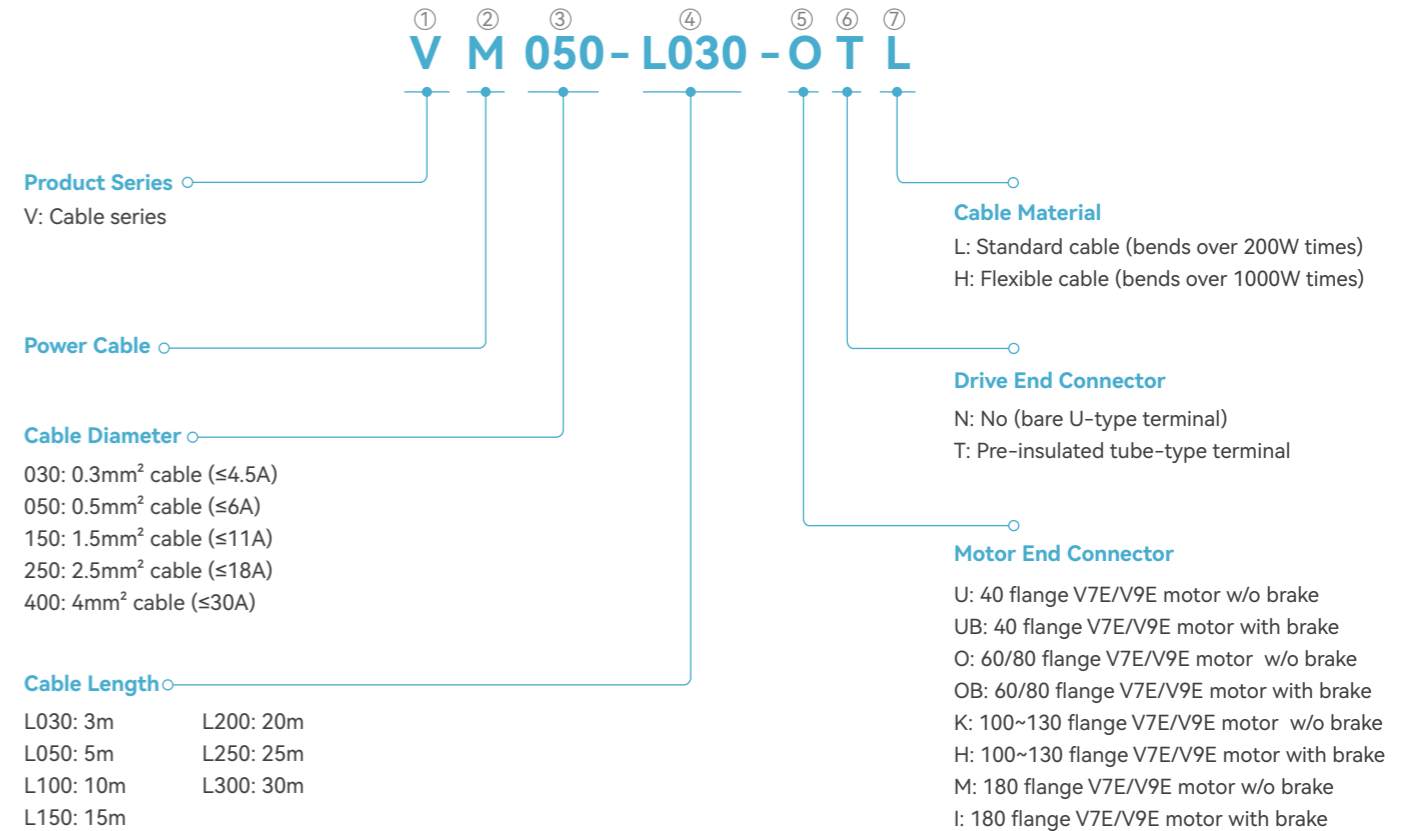 ① ② ③ ④ ⑤ ⑥ ⑦
V M 050 - L030 - O T L
Product Series
V: Cable series
Power Cable
Cable Diameter
030: 0.3mm² cable (≤4.5A)
050: 0.5mm² cable (≤6A)
150: 1.5mm² cable (≤11A)
250: 2.5mm² cable (≤18A)
400: 4mm² cable (≤30A)
Cable Length
L030: 3m
L050: 5m
L100: 10m
L150: 15m
L200: 20m
L250: 25m
L300: 30m
Cable Material
L: Standard cable (bends over 200W times)
H: Flexible cable (bends over 1000W times)
Drive End Connector
N: No (bare U-type terminal)
T: Pre-insulated tube-type terminal
Motor End Connector
U: 40 flange V7E/V9E motor w/o brake
UB: 40 flange V7E/V9E motor with brake
O: 60/80 flange V7E/V9E motor w/o brake
OB: 60/80 flange V7E/V9E motor with brake
K: 100~130 flange V7E/V9E motor w/o brake
H: 100~130 flange V7E/V9E motor with brake
M: 180 flange V7E/V9E motor w/o brake
I: 180 flange V7E/V9E motor with brake